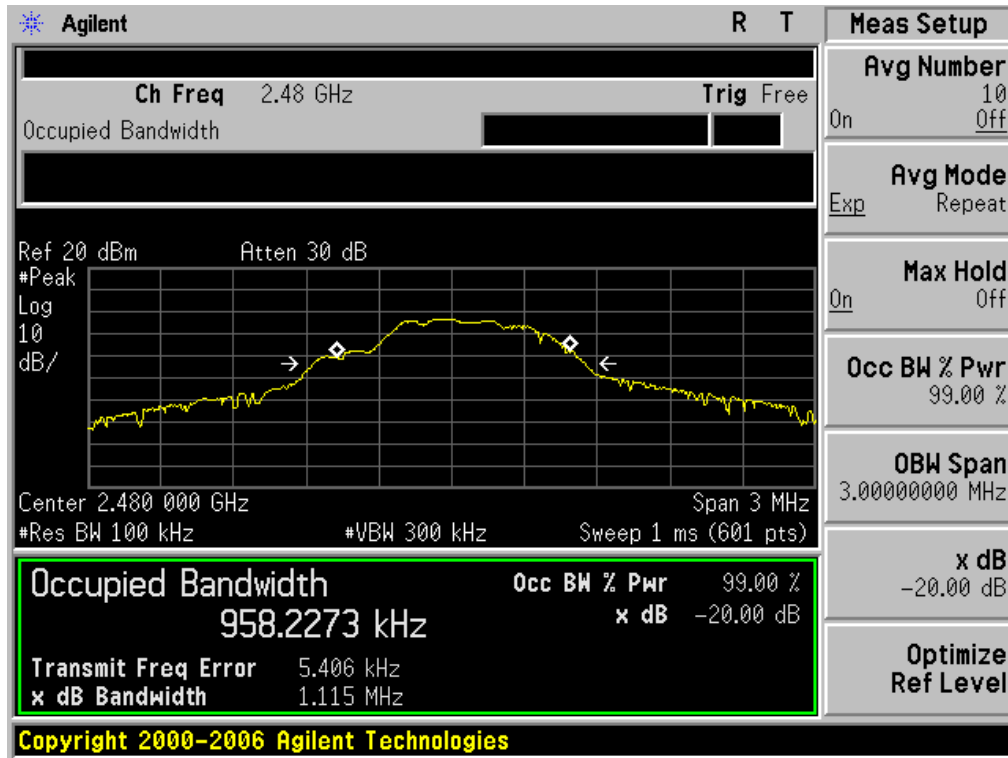 Agilent R T
Ch Freq 2.48 GHz Trig Free
Occupied Bandwidth
Ref 20 dBm Atten 30 dB
#Peak
Log
10
dB/
Center 2.480 000 GHz Span 3 MHz
#Res BW 100 kHz #VBW 300 kHz Sweep 1 ms (601 pts)
Occupied Bandwidth Occ BW % Pwr 99.00 %
958.2273 kHz x dB -20.00 dB
Transmit Freq Error 5.406 kHz
x dB Bandwidth 1.115 MHz
Copyright 2000-2006 Agilent Technologies
Meas Setup
Avg Number
10
On Off
Avg Mode
Exp Repeat
Max Hold
On Off
Occ BW % Pwr
99.00 %
OBW Span
3.00000000 MHz
x dB
-20.00 dB
Optimize
Ref Level